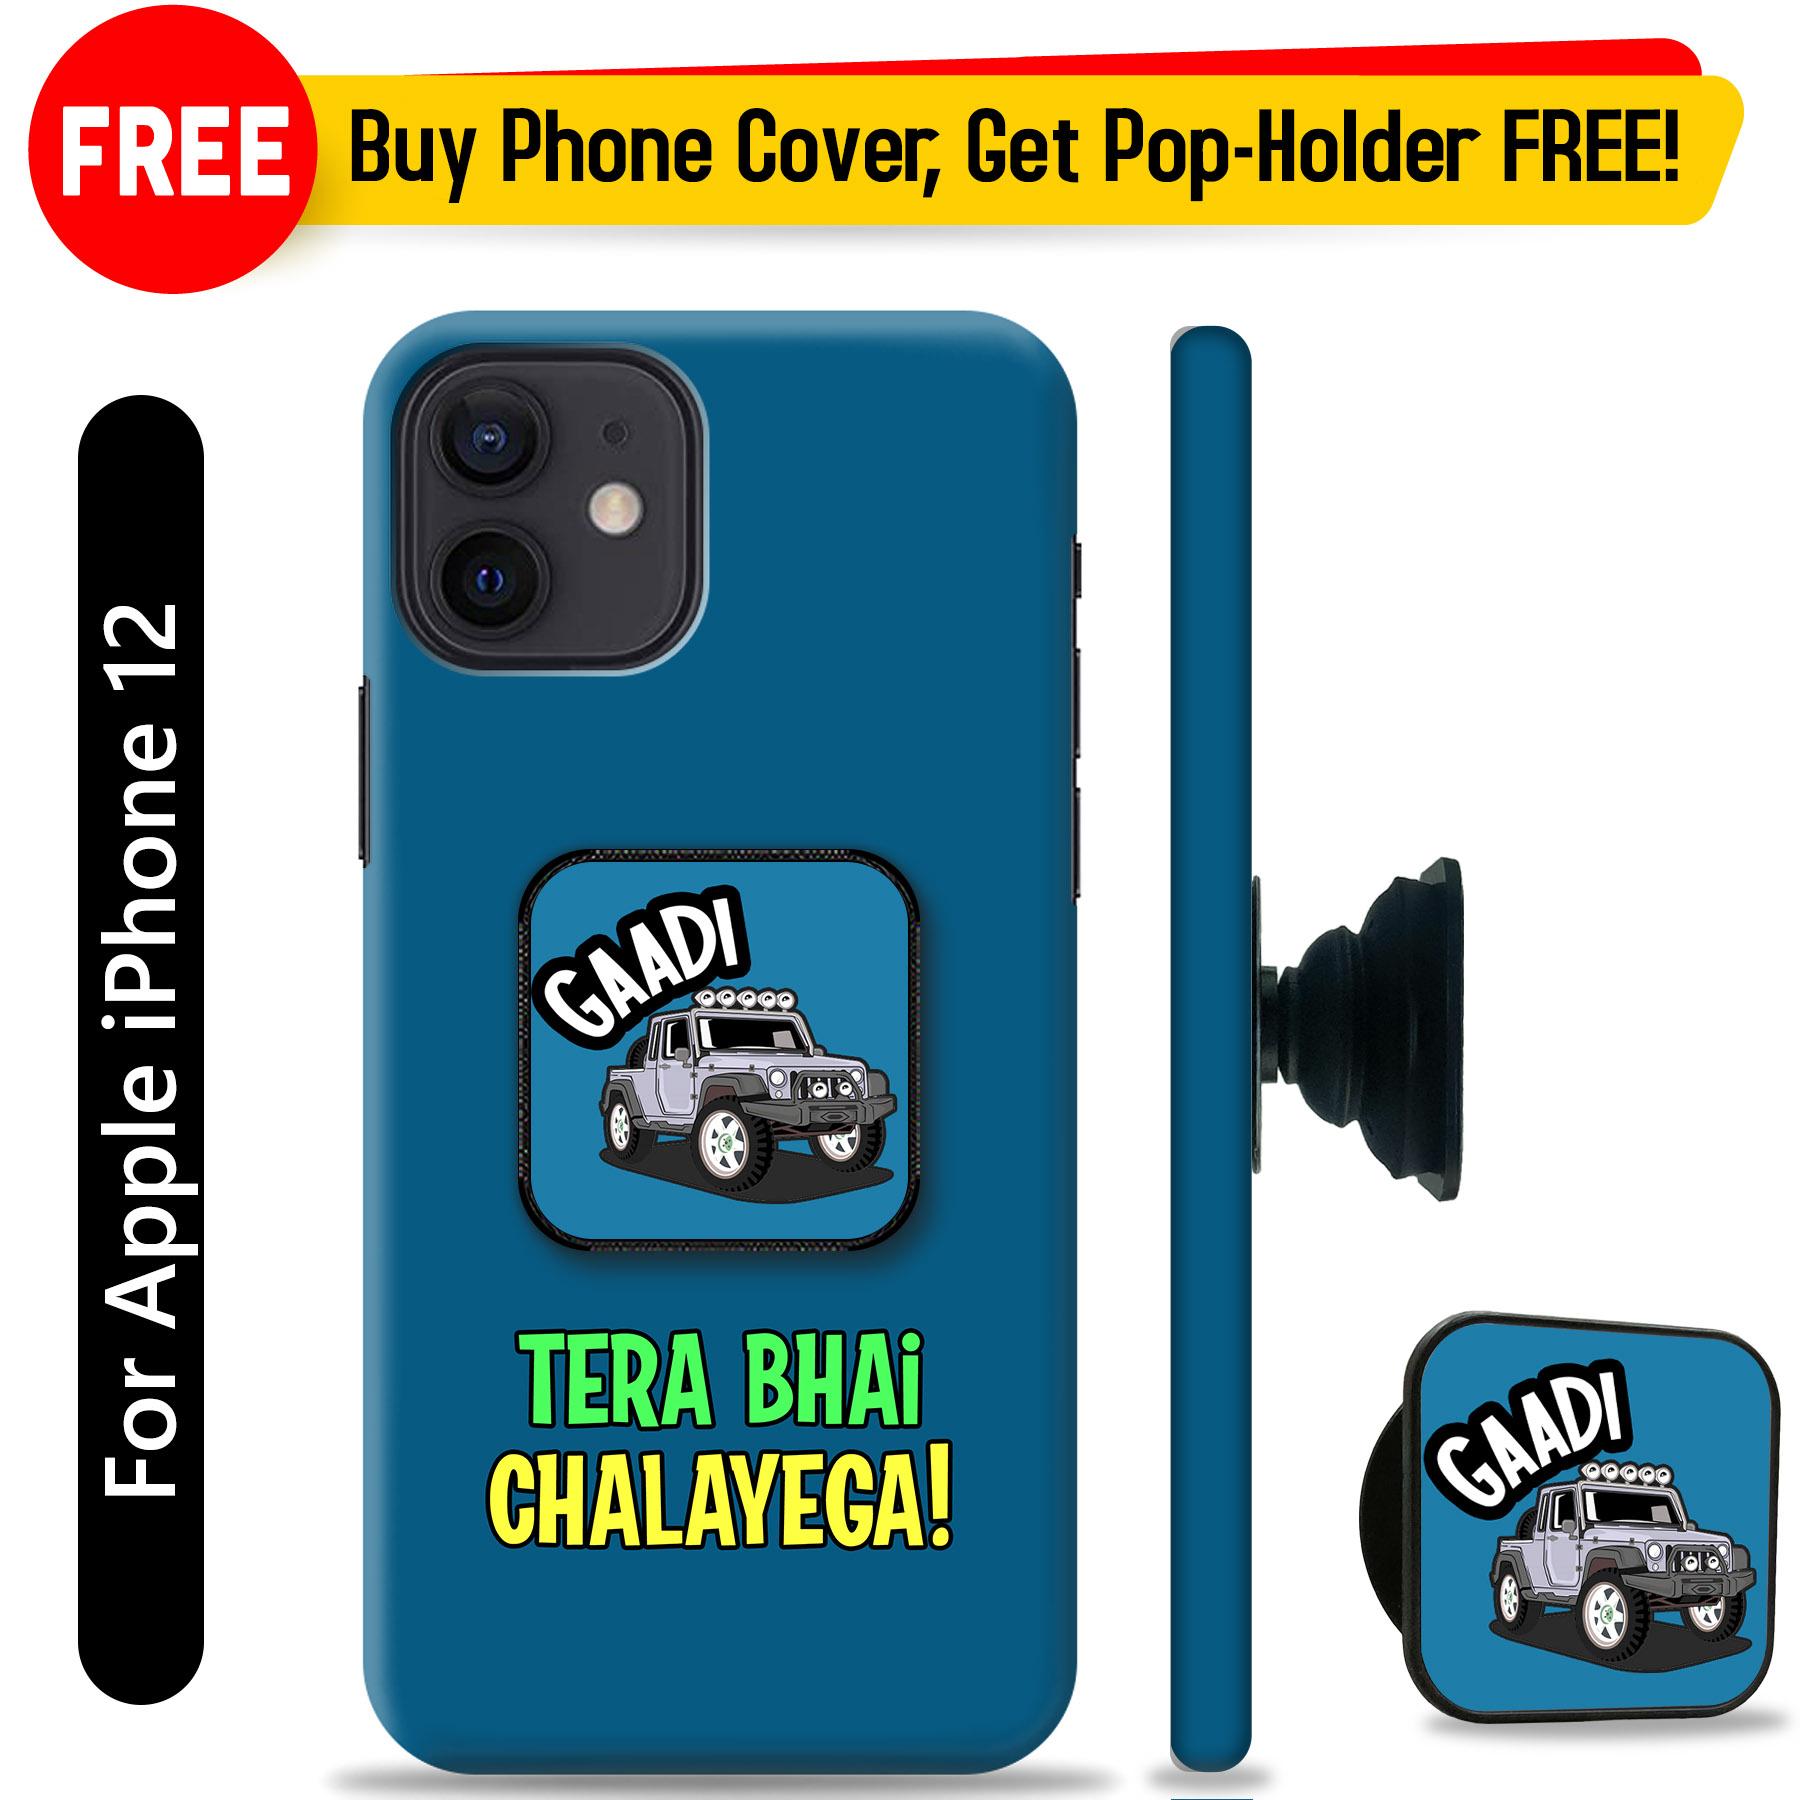 FREE
Buy Phone Cover, Get Pop-Holder FREE!
For Apple iPhone 12
GAADI
TERA BHAi
CHALAYEGA!
GAADI